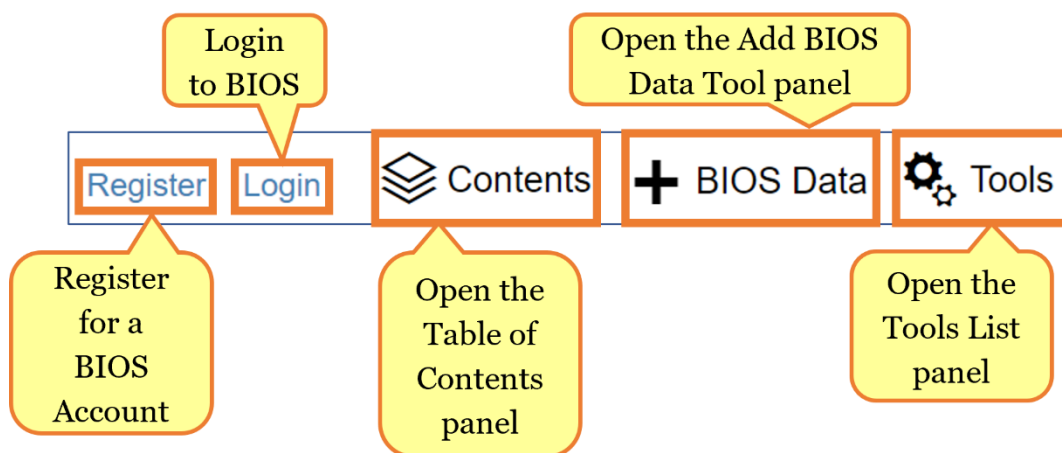 Login
to BIOS
Open the Add BIOS
Data Tool panel
Register
Login
Contents
BIOS Data
Tools
Register
for a
BIOS
Account
Open the
Table of
Contents
panel
Open the
Tools List
panel